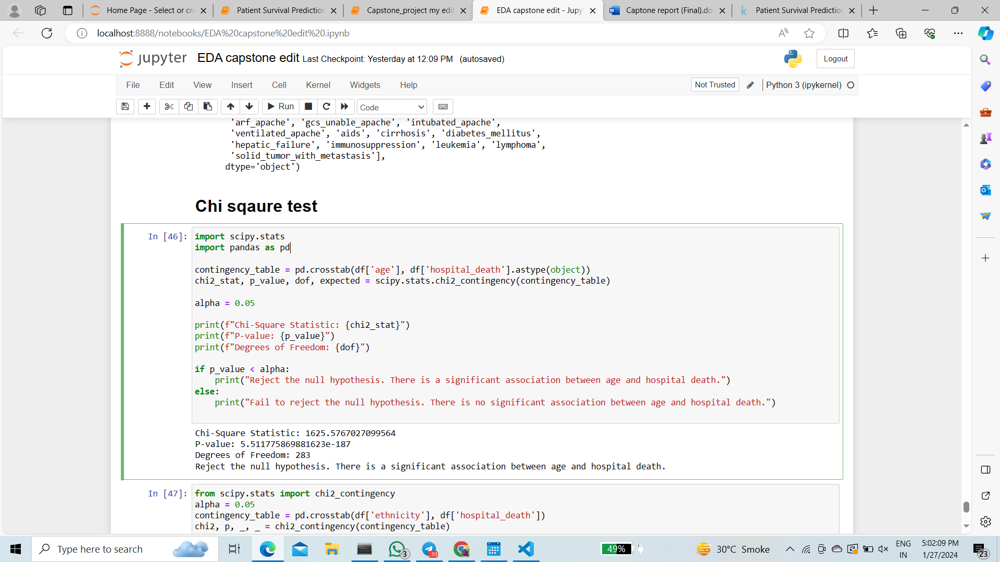 Home Page - Select or cre
Patient Survival Prediction
Capstone_project my edit
EDA capstone edit - Jupy
Captone report (Final).do
Patient Survival Prediction
localhost:8888/notebooks/EDA%20capstone%20edit%20.ipynb
jupyter EDA capstone edit Last Checkpoint: Yesterday at 12:09 PM (autosaved)
Logout
File Edit View Insert Cell Kernel Widgets Help
Not Trusted
Python 3 (ipykernel)
Run
Code
'arf_apache', 'gcs_unable_apache', 'intubated_apache',
'ventilated_apache', 'aids', 'cirrhosis', 'diabetes_mellitus',
'hepatic_failure', 'immunosuppression', 'leukemia', 'lymphoma',
'solid_tumor_with_metastasis'],
dtype='object')
Chi sqaure test
In [46]:
import scipy.stats
import pandas as pd
contingency_table = pd.crosstab(df['age'], df['hospital_death'].astype(object))
chi2_stat, p_value, dof, expected = scipy.stats.chi2_contingency(contingency_table)
alpha = 0.05
print(f"Chi-Square Statistic: {chi2_stat}")
print(f"P-value: {p_value}")
print(f"Degrees of Freedom: {dof}")
if p_value < alpha:
print("Reject the null hypothesis. There is a significant association between age and hospital death.")
else:
print("Fail to reject the null hypothesis. There is no significant association between age and hospital death.")
Chi-Square Statistic: 1625.5767027099564
P-value: 5.511775869881623e-187
Degrees of Freedom: 283
Reject the null hypothesis. There is a significant association between age and hospital death.
In [47]:
from scipy.stats import chi2_contingency
alpha = 0.05
contingency_table = pd.crosstab(df['ethnicity'], df['hospital_death'])
chi2, p, _, _ = chi2_contingency(contingency_table)
Type here to search
3
..93
49%
30°C Smoke
ENG
IN
5:02:09 PM
1/27/2024
23